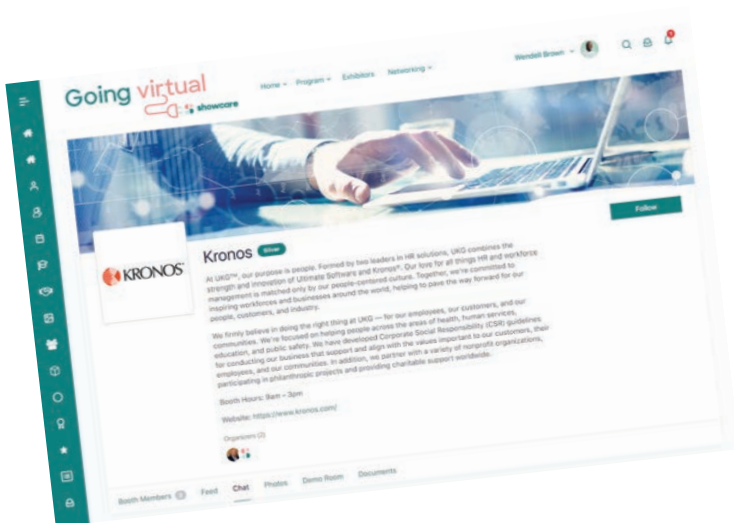 Going virtual
showcare
Home
Program
Exhibitors
Networking
Wendell Brown
KRONOS
Kronos
Silver
Follow
At UKG™, our purpose is people. Formed by two leaders in HR solutions, UKG combines the
strength and innovation of Ultimate Software and Kronos®. Our love for all things HR and workforce
management is matched only by our people-centered culture. Together, we're committed to
inspiring workforces and businesses around the world, helping to pave the way forward for our
people, customers, and industry.
We firmly believe in doing the right thing at UKG — for our employees, our customers, and our
communities. We're focused on helping people across the areas of health, human services,
education, and public safety. We have developed Corporate Social Responsibility (CSR) guidelines
for conducting our business that support and align with the values important to our customers, their
employees, and our communities. In addition, we partner with a variety of nonprofit organizations,
participating in philanthropic projects and providing charitable support worldwide.
Booth Hours: 9am - 3pm
Website: https://www.kronos.com/
Organizers (2)
Booth Members
Feed
Chat
Photos
Demo Room
Documents